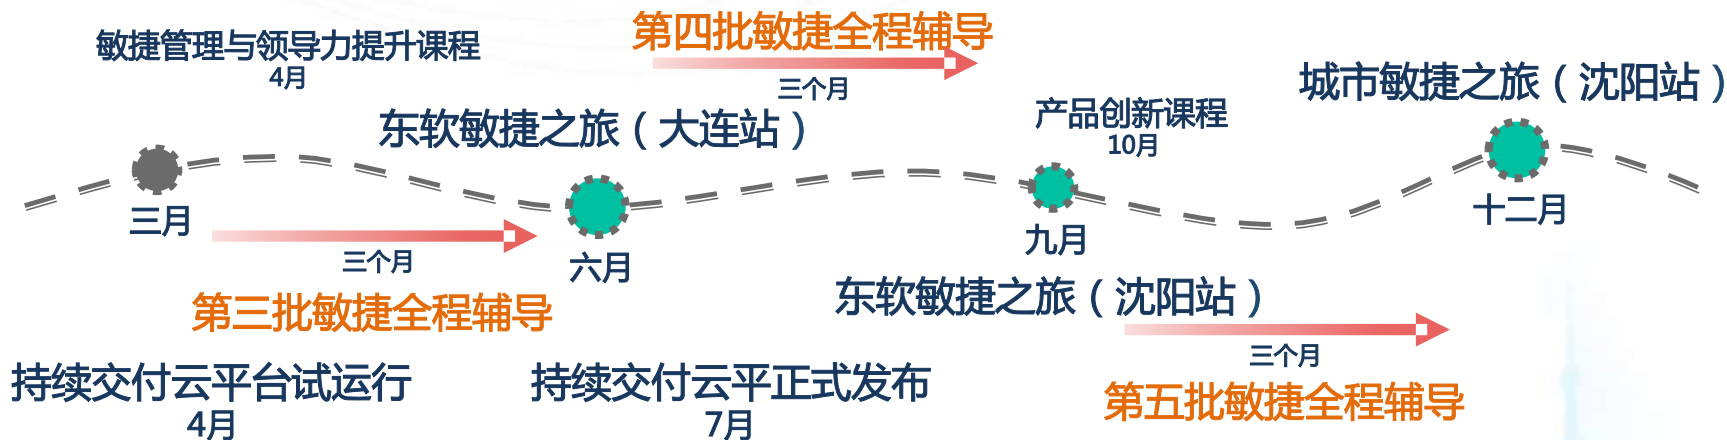 第四批敏捷全程辅导
敏捷管理与领导力提升课程
4月
三个月
城市敏捷之旅（沈阳站）
产品创新课程
10月
东软敏捷之旅（大连站）
三月
六月
九月
十二月
三个月
第三批敏捷全程辅导
东软敏捷之旅（沈阳站）
三个月
第五批敏捷全程辅导
持续交付云平台试运行
4月
持续交付云平正式发布
7月